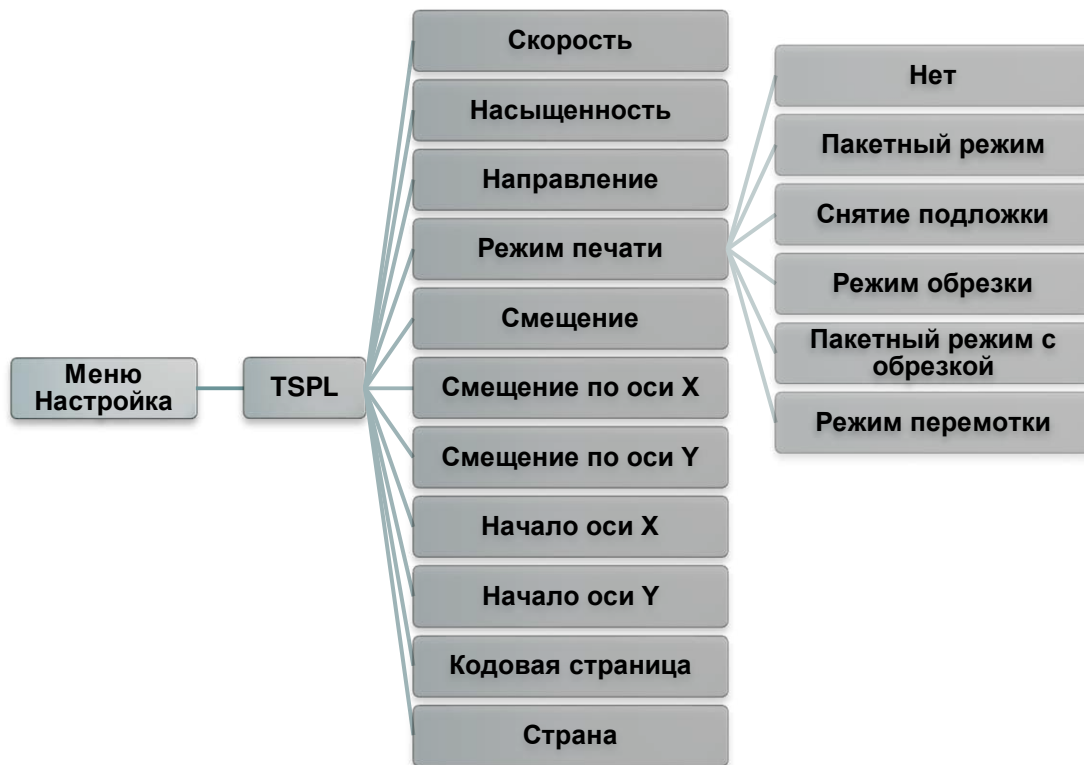 Меню
Настройка
TSPL
Скорость
Насыщенность
Направление
Режим печати
Смещение
Смещение по оси X
Смещение по оси Y
Начало оси X
Начало оси Y
Кодовая страница
Страна
Нет
Пакетный режим
Снятие подложки
Режим обрезки
Пакетный режим с
обрезкой
Режим перемотки